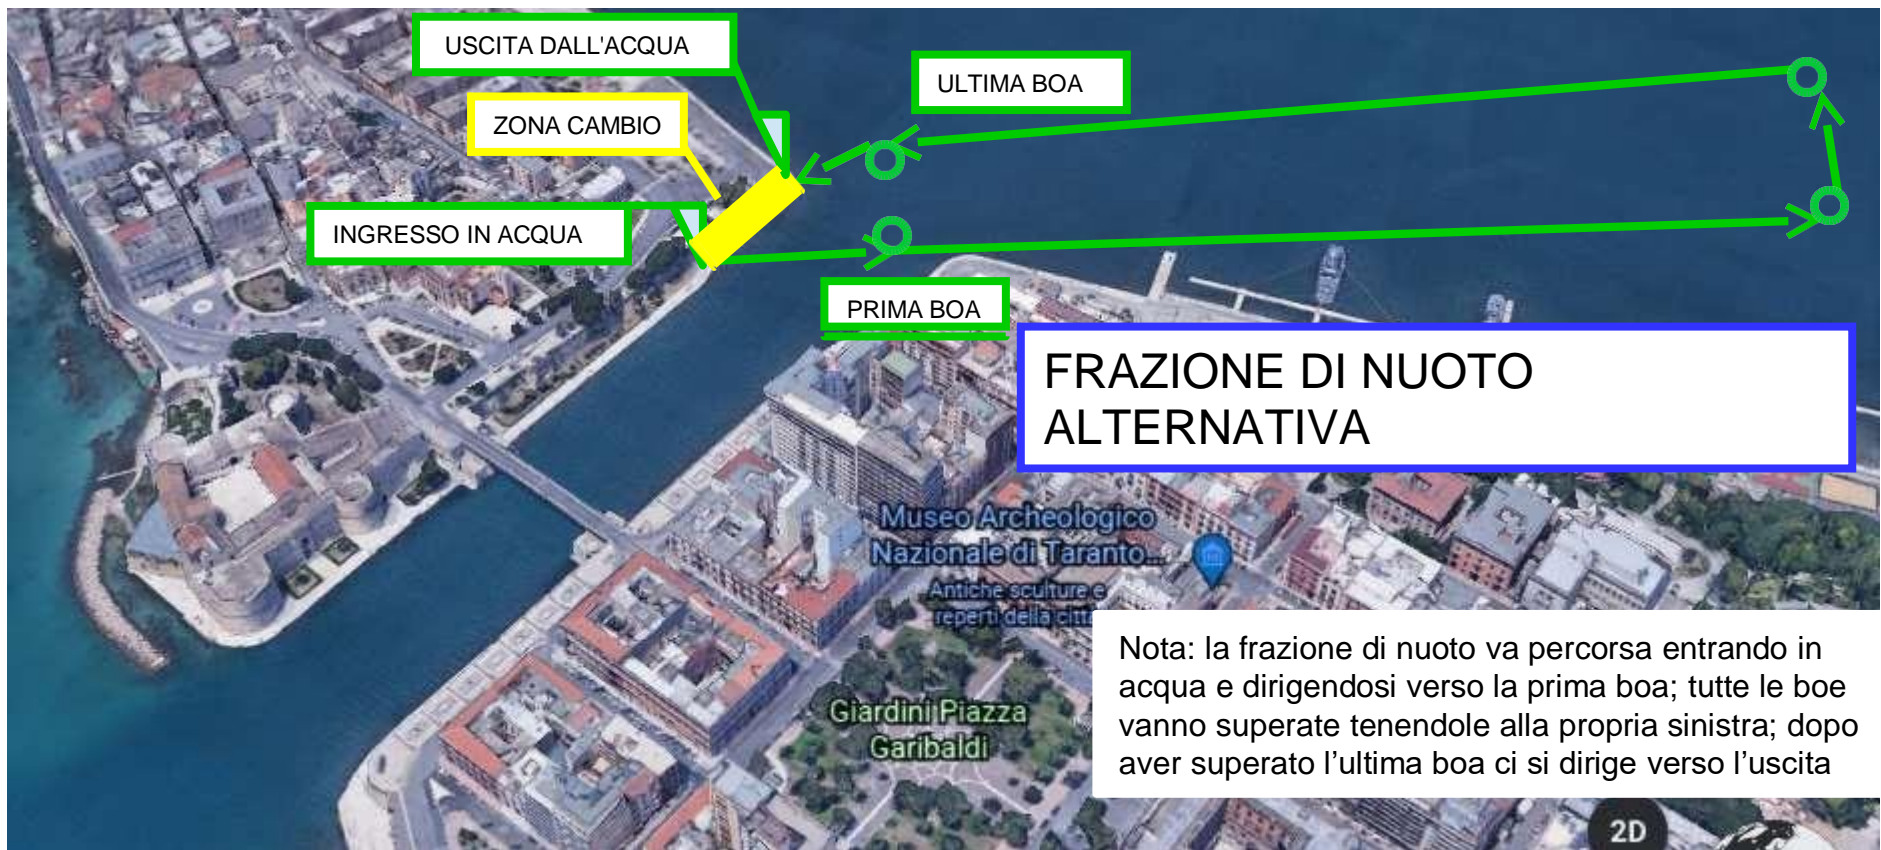 USCITA DALL'ACQUA
ULTIMA BOA
ZONA CAMBIO
INGRESSO IN ACQUA
PRIMA BOA
FRAZIONE DI NUOTO
ALTERNATIVA
Museo Archeologico
Nazionale di Taranto...
Antiche sculture e
reperti della
Giardini Piazza
Garibaldi
Nota: la frazione di nuoto va percorsa entrando in
acqua e dirigendosi verso la prima boa; tutte le boe
vanno superate tenendole alla propria sinistra; dopo
aver superato l’ultima boa ci si dirige verso l’uscita
2D